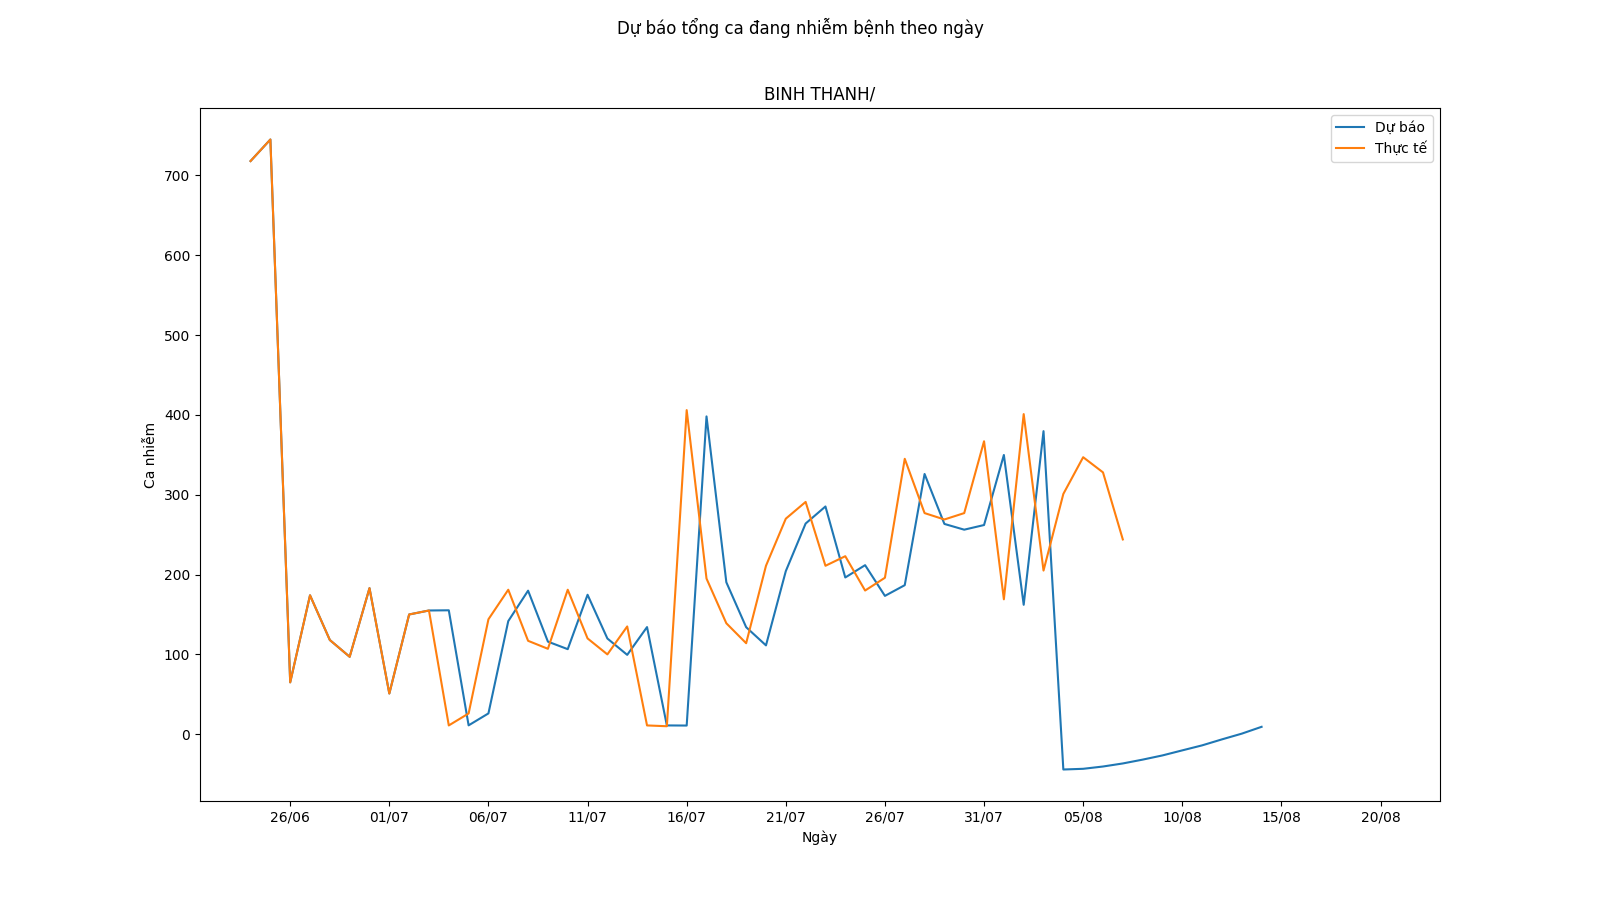 Dự báo tổng ca đang nhiễm bệnh theo ngày
BINH THANH/
Dự báo
Thực tế
Ca nhiễm
700
600
500
400
300
200
100
0
26/06 01/07 06/07 11/07 16/07 21/07 26/07 31/07 05/08 10/08 15/08 20/08
Ngày